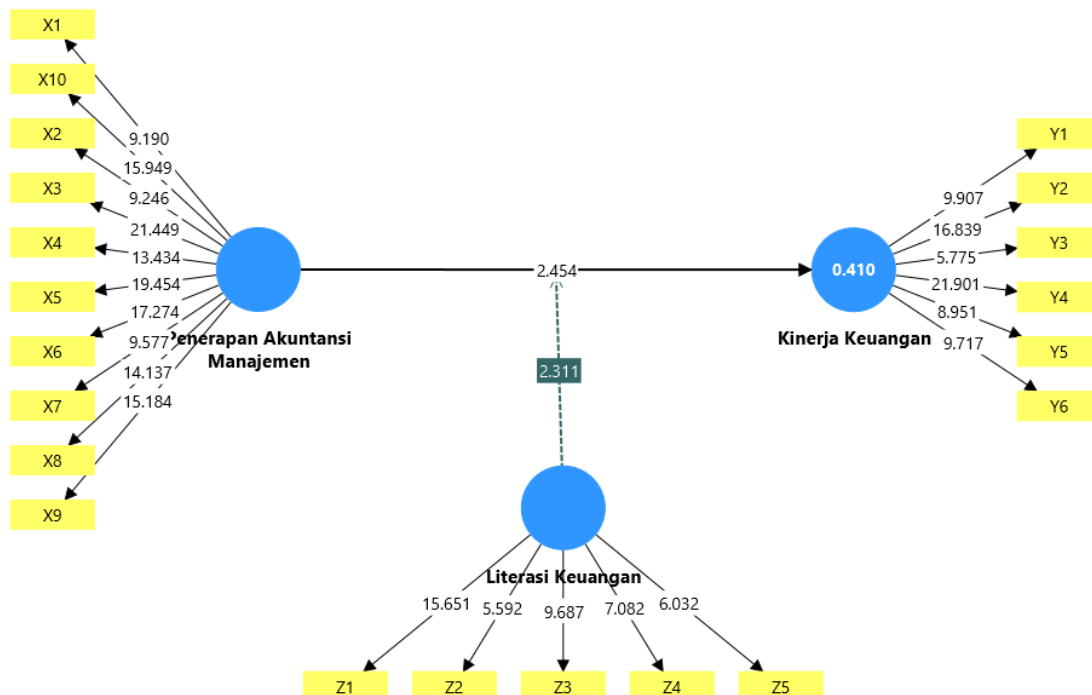 X1
X10
X2
X3
X4
X5
X6
X7
X8
X9
9.190
15.949
9.246
21.449
13.434
19.454
17.274
9.577
14.137
15.184
Penerapan Akuntansi
Manajemen
2.454
2.311
0.410
Kinerja Keuangan
9.907
16.839
5.775
21.901
8.951
9.717
Y1
Y2
Y3
Y4
Y5
Y6
Literasi Keuangan
15.651
5.592
9.687
7.082
6.032
Z1
Z2
Z3
Z4
Z5